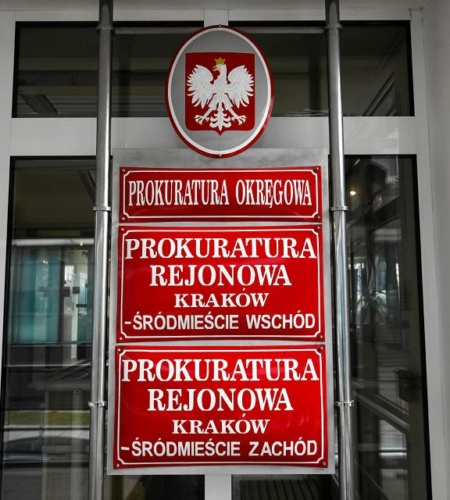 PROKURATURA OKRĘGOWA
PROKURATURA
REJONOWA
KRAKÓW
-ŚRÓDMIEŚCIE WSCHÓD
PROKURATURA
REJONOWA
KRAKÓW
-ŚRÓDMIEŚCIE ZACHÓD